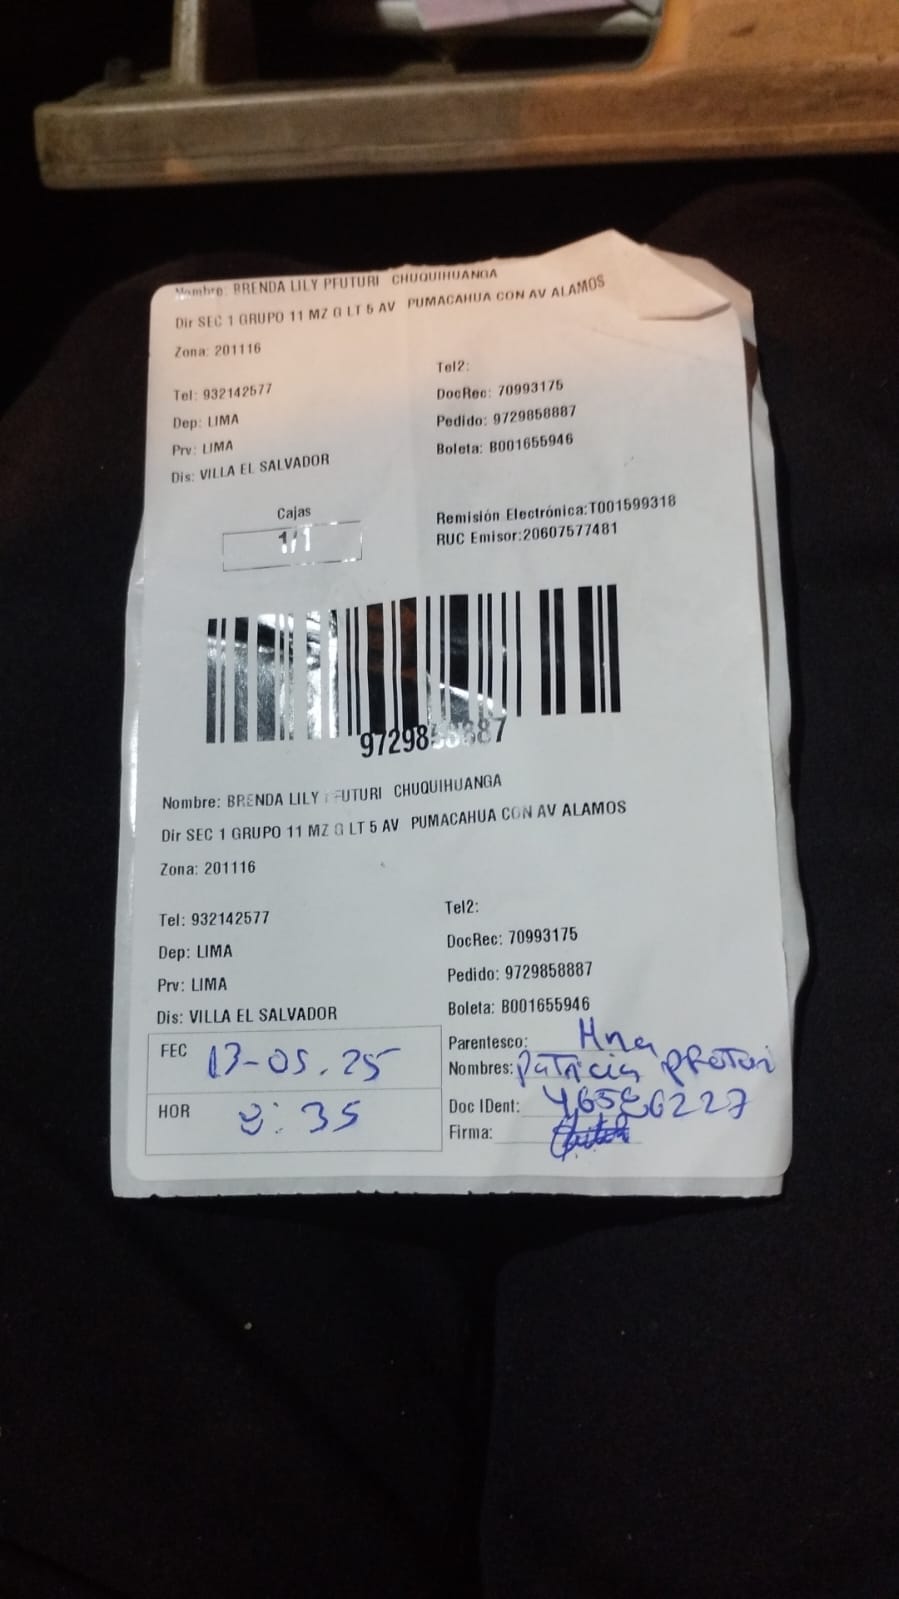 Nombre: BRENDA LILY PFUTURI CHUQUIHUANGA
Dir SEC 1 GRUPO 11 MZ G LT 5 AV PUMACAHUA CON AV ALAMOS
Zona: 201116
Tel2:
Tel: 932142577
DocRec: 70993175
Dep: LIMA
Pedido: 9729858887
Prv: LIMA
Boleta: B001655946
Dis: VILLA EL SALVADOR
Cajas
1/1
Remisión Electrónica:T001599318
RUC Emisor:20607577481
9729858887
Nombre: BRENDA LILY PFUTURI CHUQUIHUANGA
Dir SEC 1 GRUPO 11 MZ G LT 5 AV PUMACAHUA CON AV ALAMOS
Zona: 201116
Tel2:
Tel: 932142577
DocRec: 70993175
Dep: LIMA
Pedido: 9729858887
Prv: LIMA
Boleta: B001655946
Dis: VILLA EL SALVADOR
FEC 13-05.25
HOR 8:35
Parentesco: Hna
Nombres: Patricia
Doc IDent:
Firma: